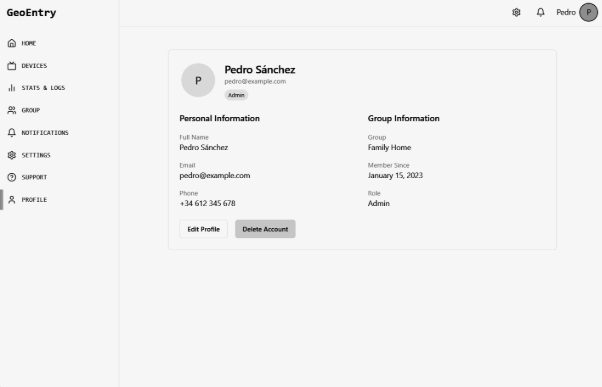 GeoEntry
Pedro P
HOME
DEVICES
STATS & LOGS
GROUP
NOTIFICATIONS
SETTINGS
SUPPORT
PROFILE
P
Pedro Sánchez
pedro@example.com
Admin
Personal Information
Full Name
Pedro Sánchez
Email
pedro@example.com
Phone
+34 612 345 678
Group Information
Group
Family Home
Member Since
January 15, 2023
Role
Admin
Edit Profile
Delete Account